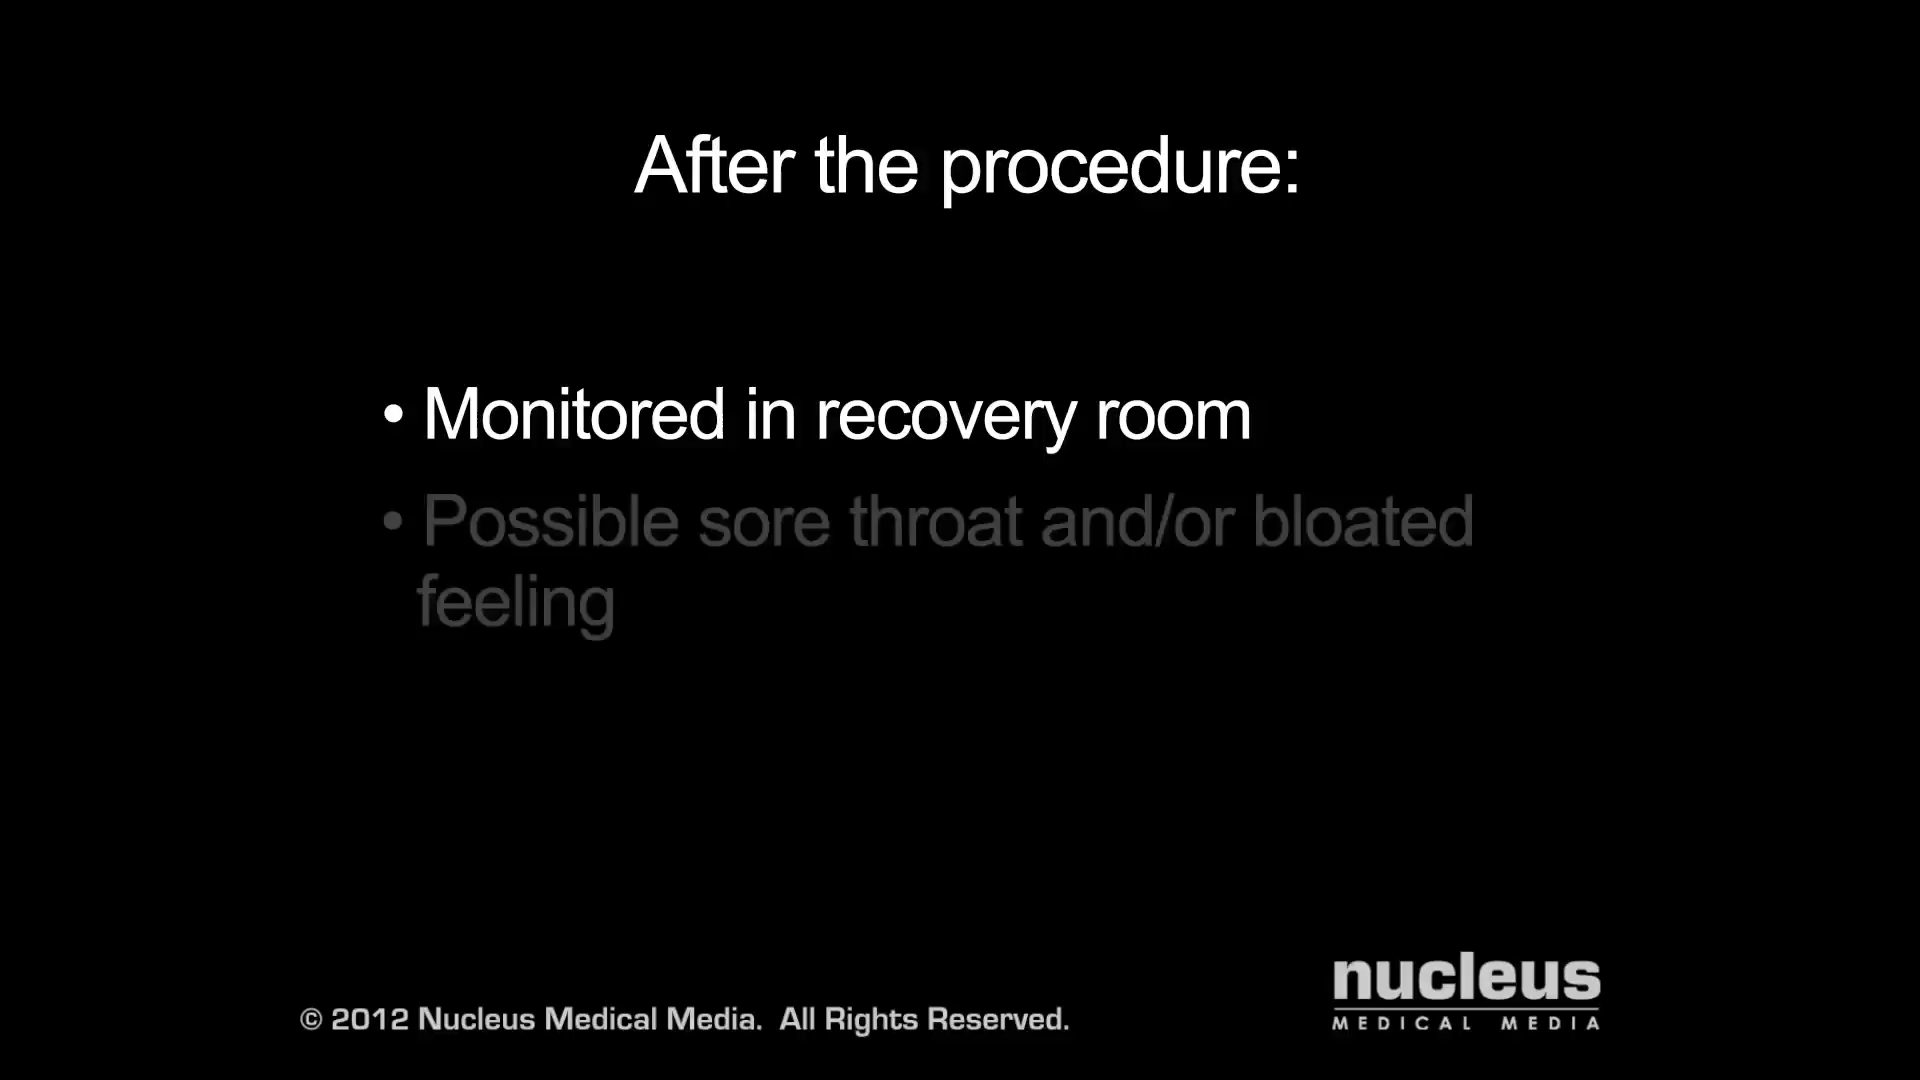 After the procedure:
• Monitored in recovery room
• Possible sore throat and/or bloated
feeling
nucleus
MEDICAL MEDIA
© 2012 Nucleus Medical Media. All Rights Reserved.